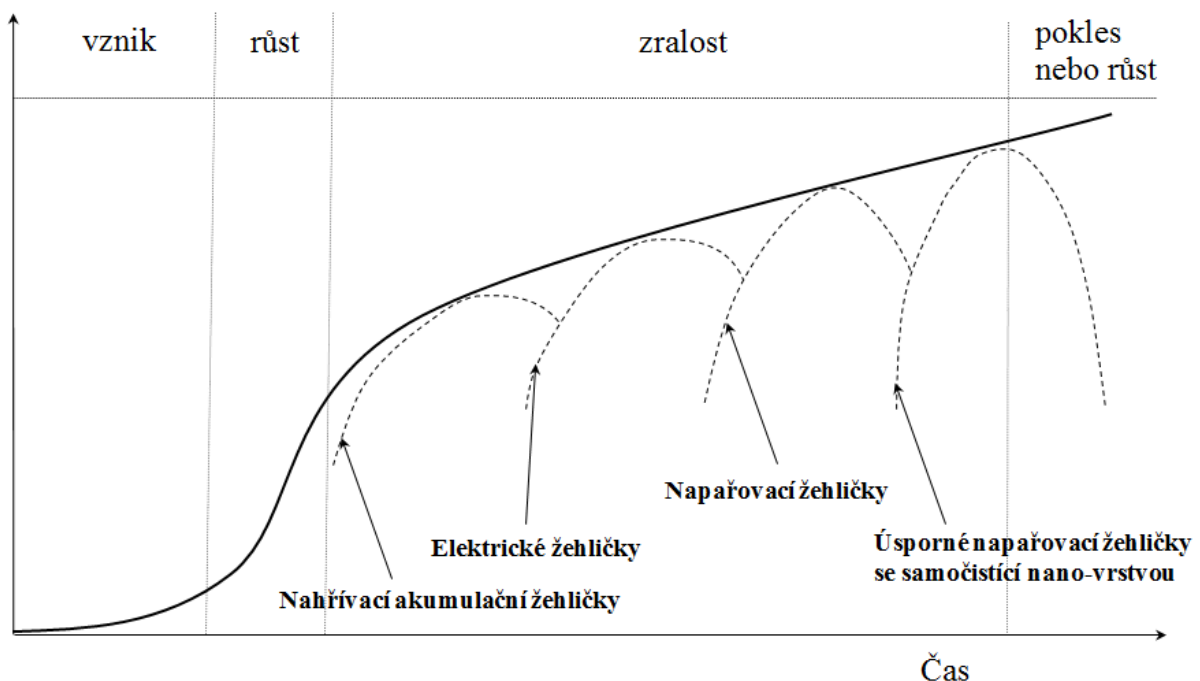 vznik
růst
zralost
pokles
nebo růst
Napařovací žehličky
Elektrické žehličky
Úsporné napařovací žehličky
se samočistící nano-vrstvou
Nahřívací akumulační žehličky
Čas